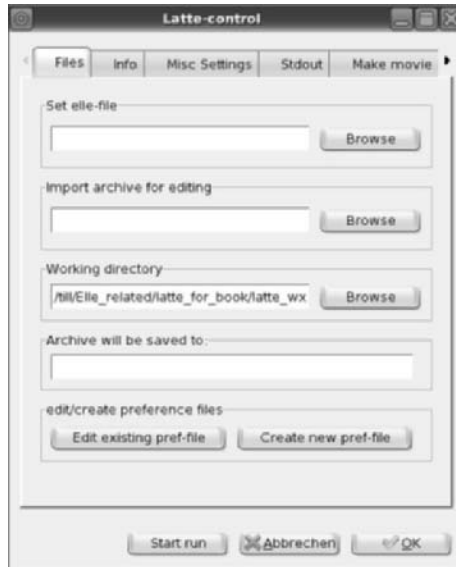 Latte-control
Files Info Misc Settings Stdout Make movie
Set elle-file
Browse
Import archive for editing
Browse
Working directory
/till/Elle_related/latte_for_book/latte_wx Browse
Archive will be saved to:
edit/create preference files
Edit existing pref-file Create new pref-file
Start run Abbrechen OK